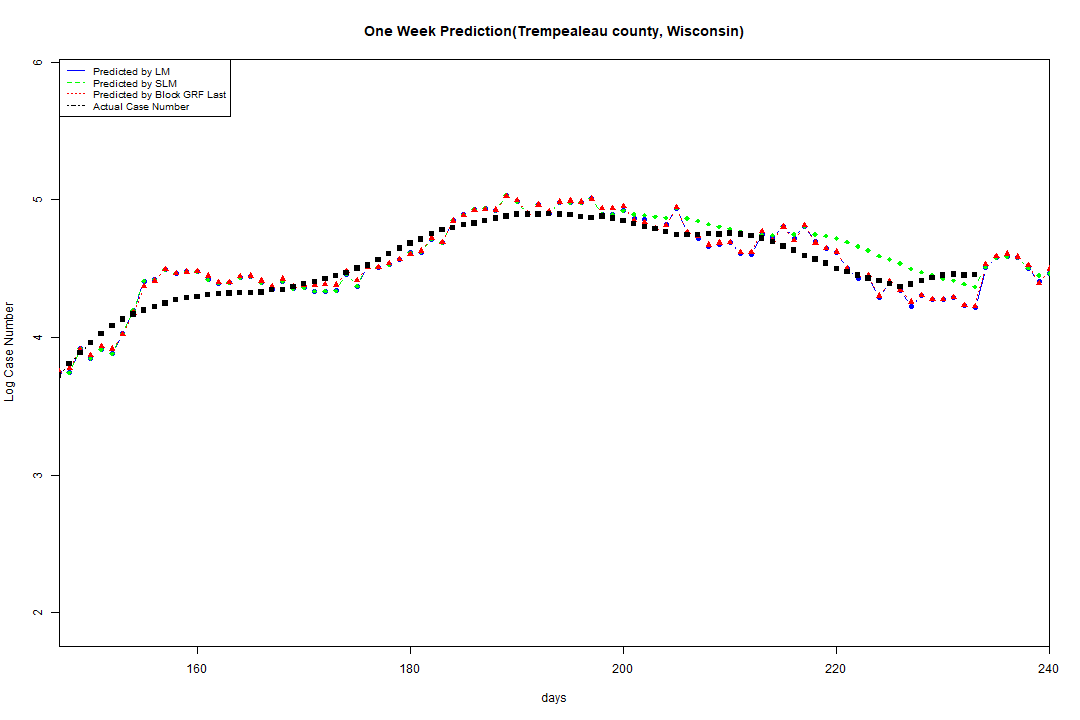 One Week Prediction(Trempealeau county, Wisconsin)
Predicted by LM
Predicted by SLM
Predicted by Block GRF Last
Actual Case Number
6
5
4
3
2
Log Case Number
160
180
200
220
240
days